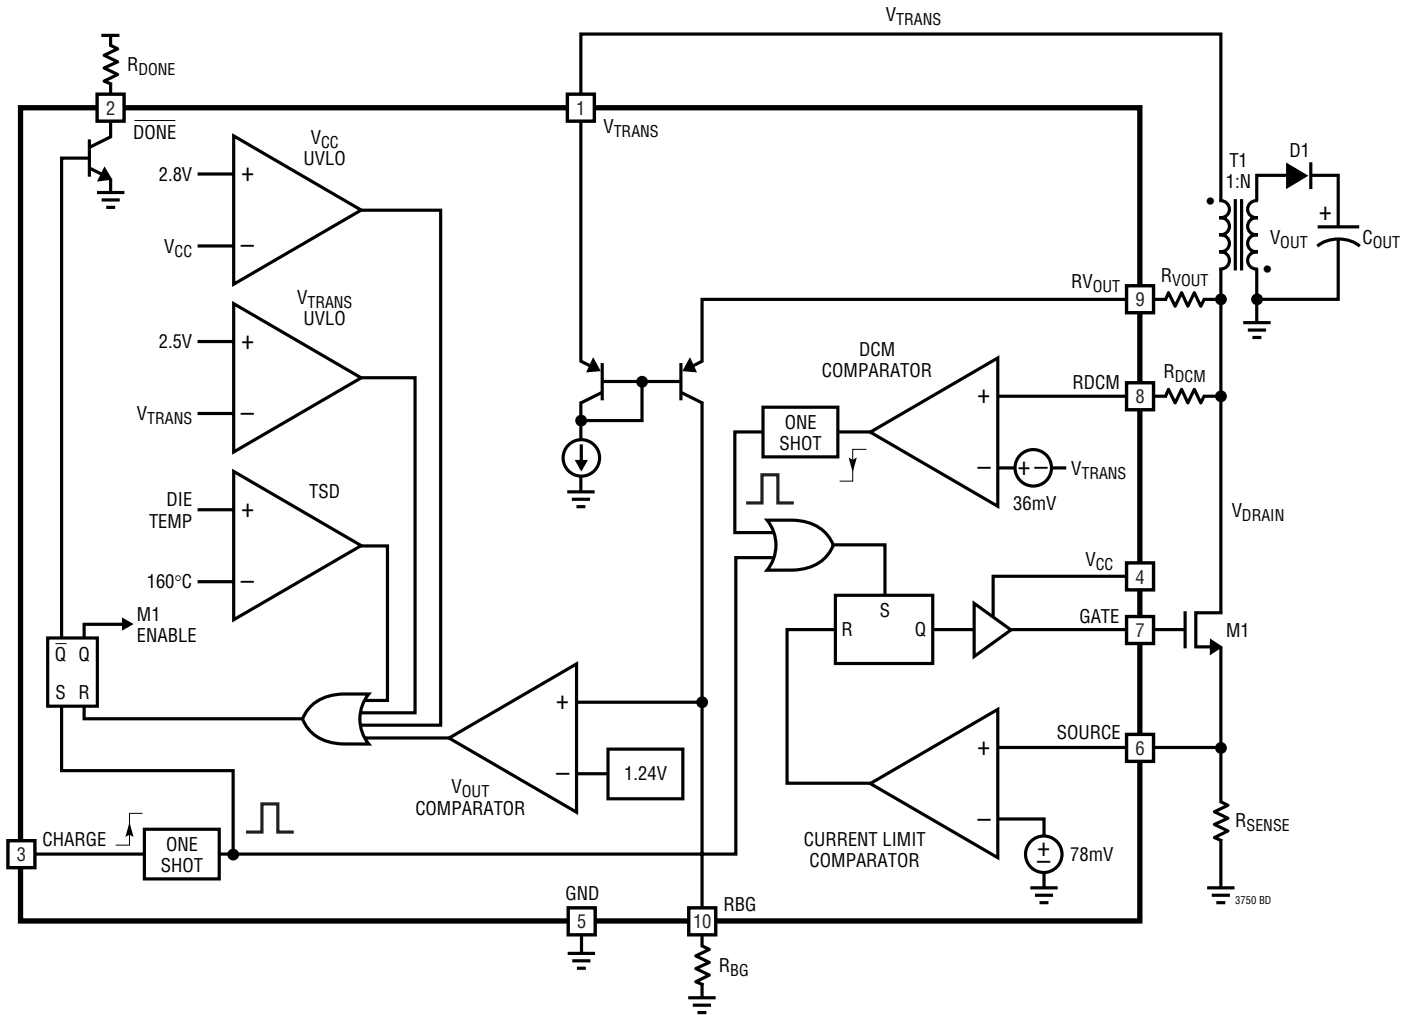 VTRANS
RDONE
2
DONE
1
VTRANS
VCC
UVLO
2.8V
+
VCC
−
VTRANS
UVLO
2.5V
+
VTRANS
−
TSD
DIE
TEMP
+
160°C
−
M1
ENABLE
Q Q
S R
T1
1:N
D1
+
VOUT
COUT
RVOUT
9
RVOUT
DCM
COMPARATOR
RDCM
8
RDCM
+
−
+ −
VTRANS
36mV
ONE
SHOT
VDRAIN
VCC
4
S
R
Q
GATE
7
M1
SOURCE
6
+
−
CURRENT LIMIT
COMPARATOR
+
−
78mV
RSENSE
3750 BD
+
−
1.24V
VOUT
COMPARATOR
3
CHARGE
ONE
SHOT
GND
5
RBG
10
RBG